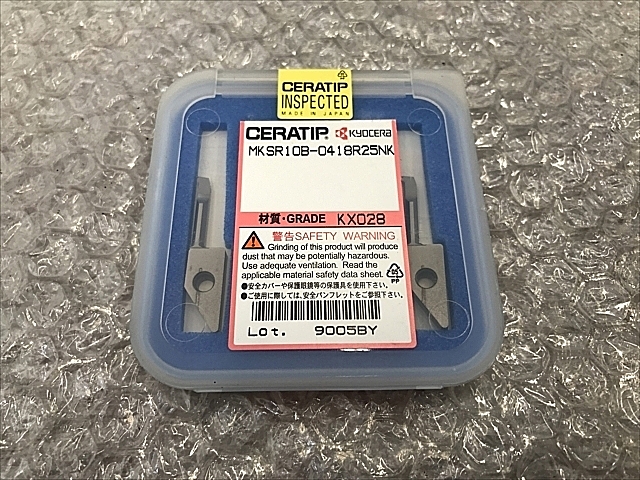 CERATIP
INSPECTED
MADE IN JAPAN
CERATIP KYOCERA
MKSR10B-0418R25NK
材質・GRADE KX028
警告SAFETY WARNING
Grinding of this product will produce
dust that may be potentially hazardous.
Use adequate ventilation. Read the
applicable material safety data sheet.
●安全カバーや保護眼鏡等の保護具を使用下さい。
●ご使用に際しては、安全パンフレットをご参照下さい。
PP
Lot. 9005BY